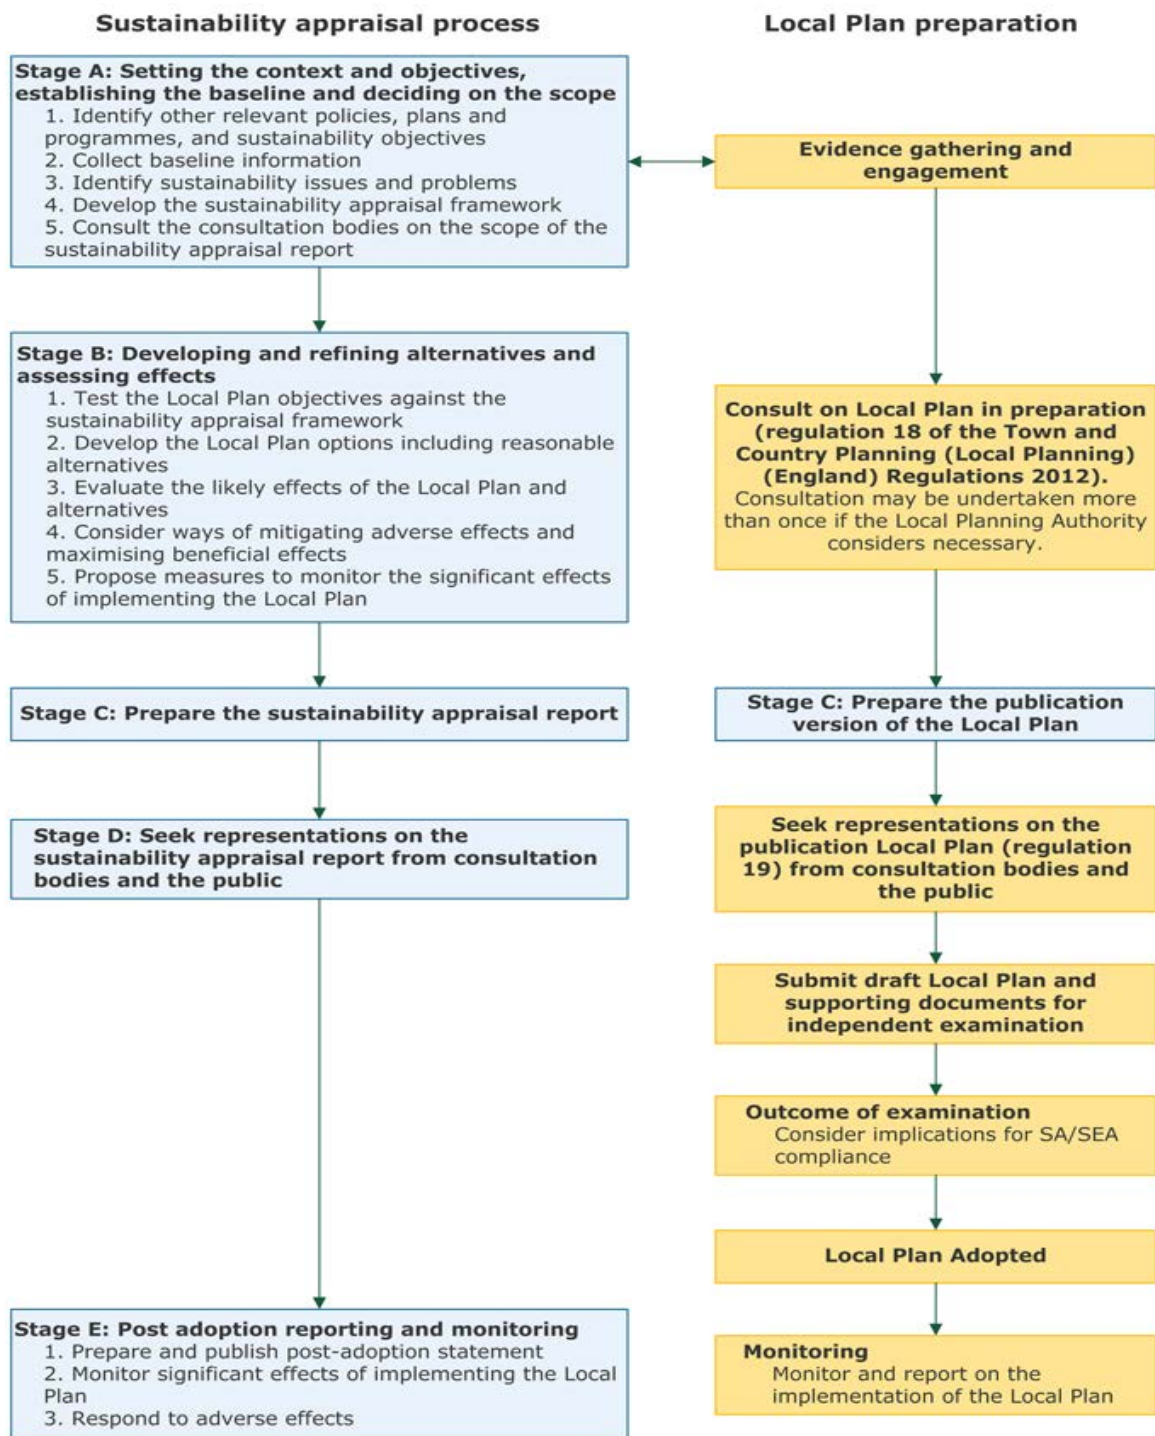 Sustainability appraisal process
Local Plan preparation
Stage A: Setting the context and objectives,
establishing the baseline and deciding on the scope
1. Identify other relevant policies, plans and
programmes, and sustainability objectives
2. Collect baseline information
3. Identify sustainability issues and problems
4. Develop the sustainability appraisal framework
5. Consult the consultation bodies on the scope of the
sustainability appraisal report
Evidence gathering and
engagement
Stage B: Developing and refining alternatives and
assessing effects
1. Test the Local Plan objectives against the
sustainability appraisal framework
2. Develop the Local Plan options including reasonable
alternatives
3. Evaluate the likely effects of the Local Plan and
alternatives
4. Consider ways of mitigating adverse effects and
maximising beneficial effects
5. Propose measures to monitor the significant effects
of implementing the Local Plan
Consult on Local Plan in preparation
(regulation 18 of the Town and
Country Planning (Local Planning)
(England) Regulations 2012).
Consultation may be undertaken more
than once if the Local Planning Authority
considers necessary.
Stage C: Prepare the sustainability appraisal report
Stage C: Prepare the publication
version of the Local Plan
Stage D: Seek representations on the
sustainability appraisal report from consultation
bodies and the public
Seek representations on the
publication Local Plan (regulation
19) from consultation bodies and
the public
Submit draft Local Plan and
supporting documents for
independent examination
Outcome of examination
Consider implications for SA/SEA
compliance
Local Plan Adopted
Stage E: Post adoption reporting and monitoring
1. Prepare and publish post-adoption statement
2. Monitor significant effects of implementing the Local
Plan
3. Respond to adverse effects
Monitoring
Monitor and report on the
implementation of the Local Plan